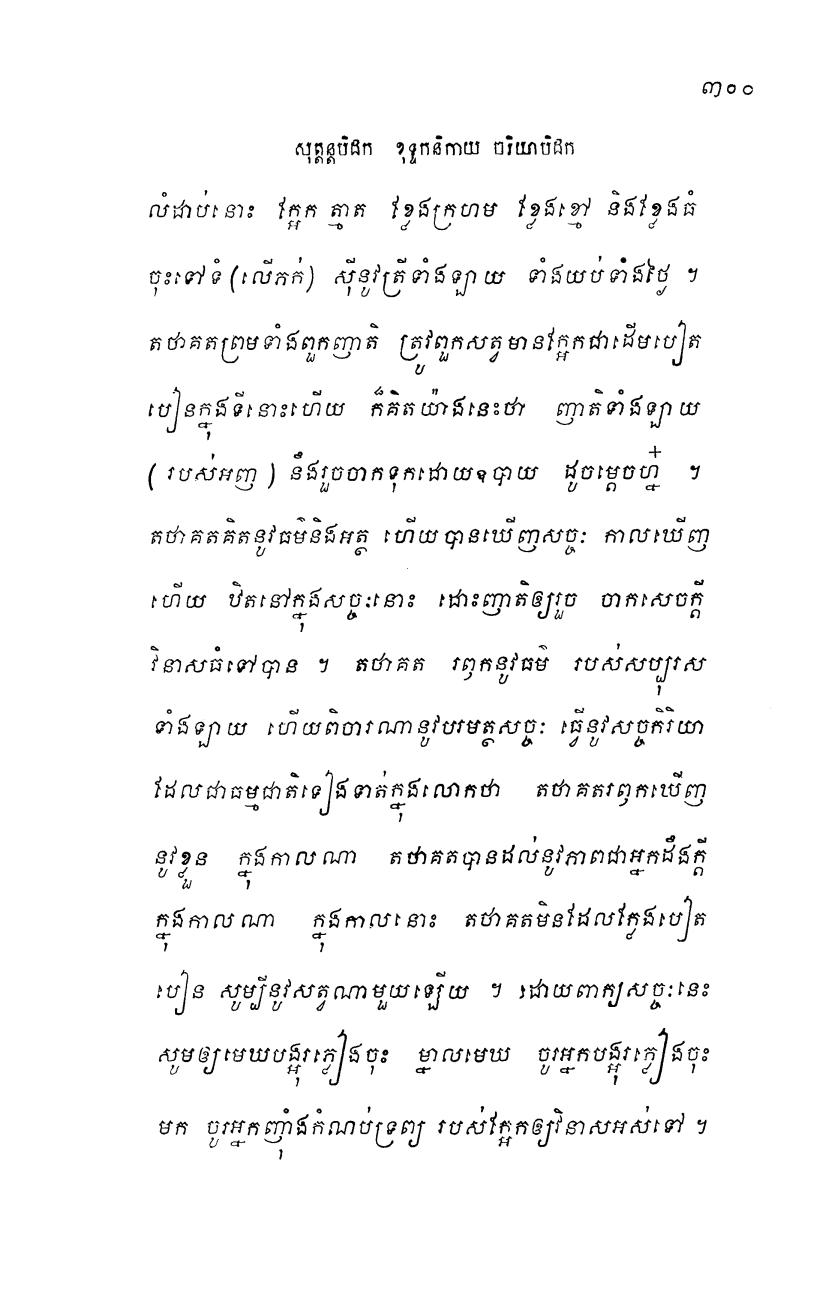 ៣០០
សុត្តន្តបិដក ខុទ្ទកនិកាយ ចរិយាបិដក
លំដាប់នោះ ក្អែក ត្មាត ខ្វែងក្រហម ខ្វែងខ្មៅ និងខ្វែងធំ
ចុះទៅទំ (លើភក់) ស៊ីនូវត្រីទាំងឡាយ ទាំងយប់ទាំងថ្ងៃ ។
តថាគតព្រមទាំងពួកញាតិ ត្រូវពួកសត្វមានក្អែកជាដើមបៀត
បៀនក្នុងទីនោះហើយ ក៏គិតយ៉ាងនេះថា ញាតិទាំងឡាយ
(របស់អញ) នឹងរួចចាកទុកដោយឧបាយ ដូចម្តេចហ្ន៎ ។
តថាគតគិតនូវធម៌និងអត្ថ ហើយបានឃើញសច្ចៈ កាលឃើញ
ហើយ ឋិតនៅក្នុងសច្ចៈនោះ ដោះញាតិឲ្យរួច ចាកសេចក្តី
វិនាសធំទៅបាន ។ តថាគត រឭកនូវធម៌ របស់សប្បុរស
ទាំងឡាយ ហើយពិចារណានូវបរមត្ថសច្ចៈ ធ្វើនូវសច្ចកិរិយា
ដែលជាធម្មជាតិទៀងទាត់ក្នុងលោកថា តថាគតរឭកឃើញ
នូវខ្លួន ក្នុងកាលណា តថាគតបានដល់នូវភាពជាអ្នកដឹងក្តី
ក្នុងកាលណា ក្នុងកាលនោះ តថាគតមិនដែលក្លែងបៀត
បៀន សូម្បីនូវសត្វណាមួយឡើយ ។ ដោយពាក្យសច្ចៈនេះ
សូមឲ្យមេឃបង្អុរភ្លៀងចុះ ម្នាលមេឃ ចូរអ្នកបង្អុរភ្លៀងចុះ
មក ចូរអ្នកញ៉ាំងកំណប់ទ្រព្យ របស់ក្អែកឲ្យវិនាសអស់ទៅ ។